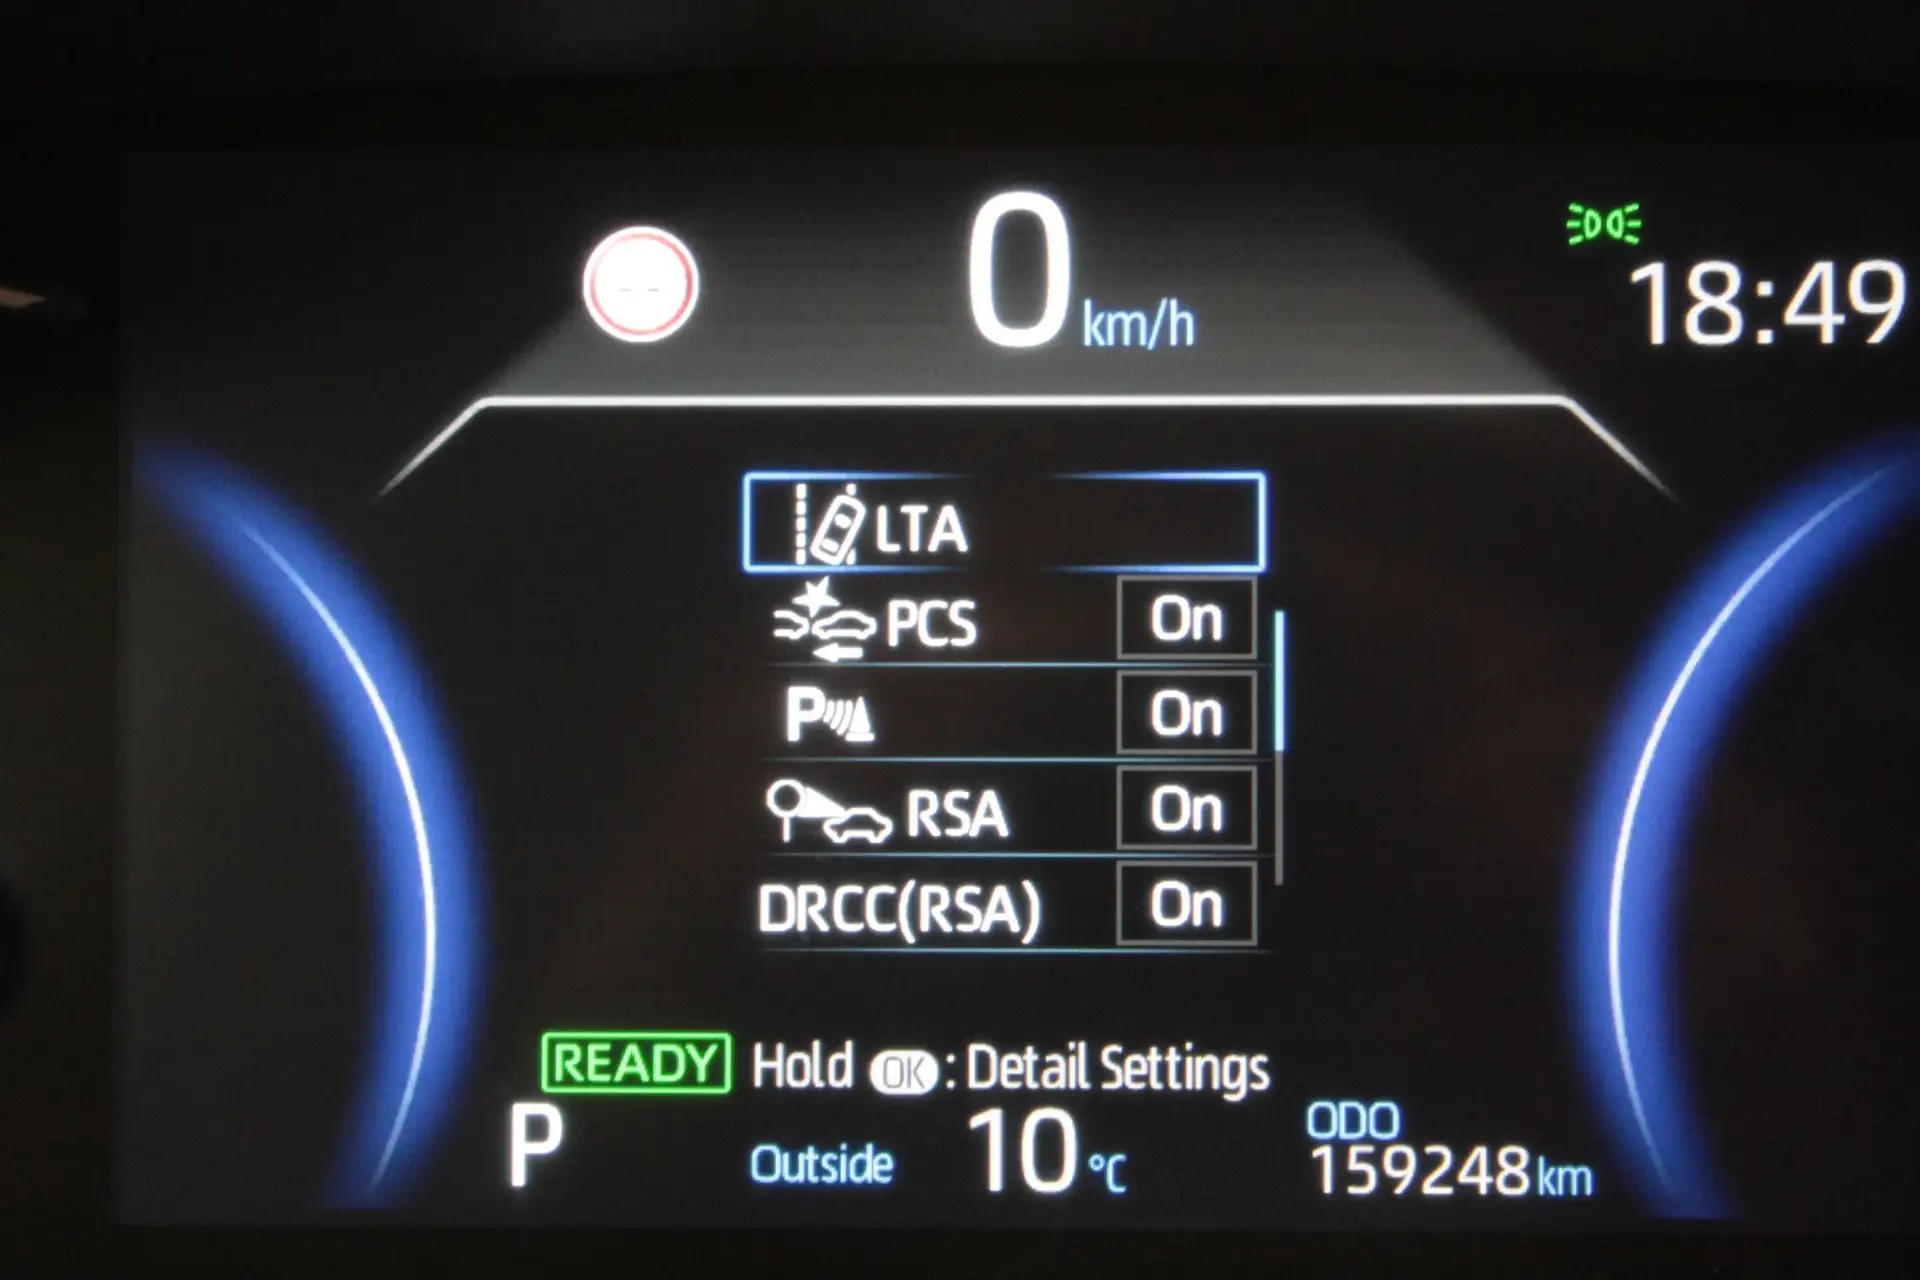 0 km/h
18:49
LTA
PCS On
P On
RSA On
DRCC(RSA) On
READY Hold OK : Detail Settings
P Outside 10 °C ODO
159248 km